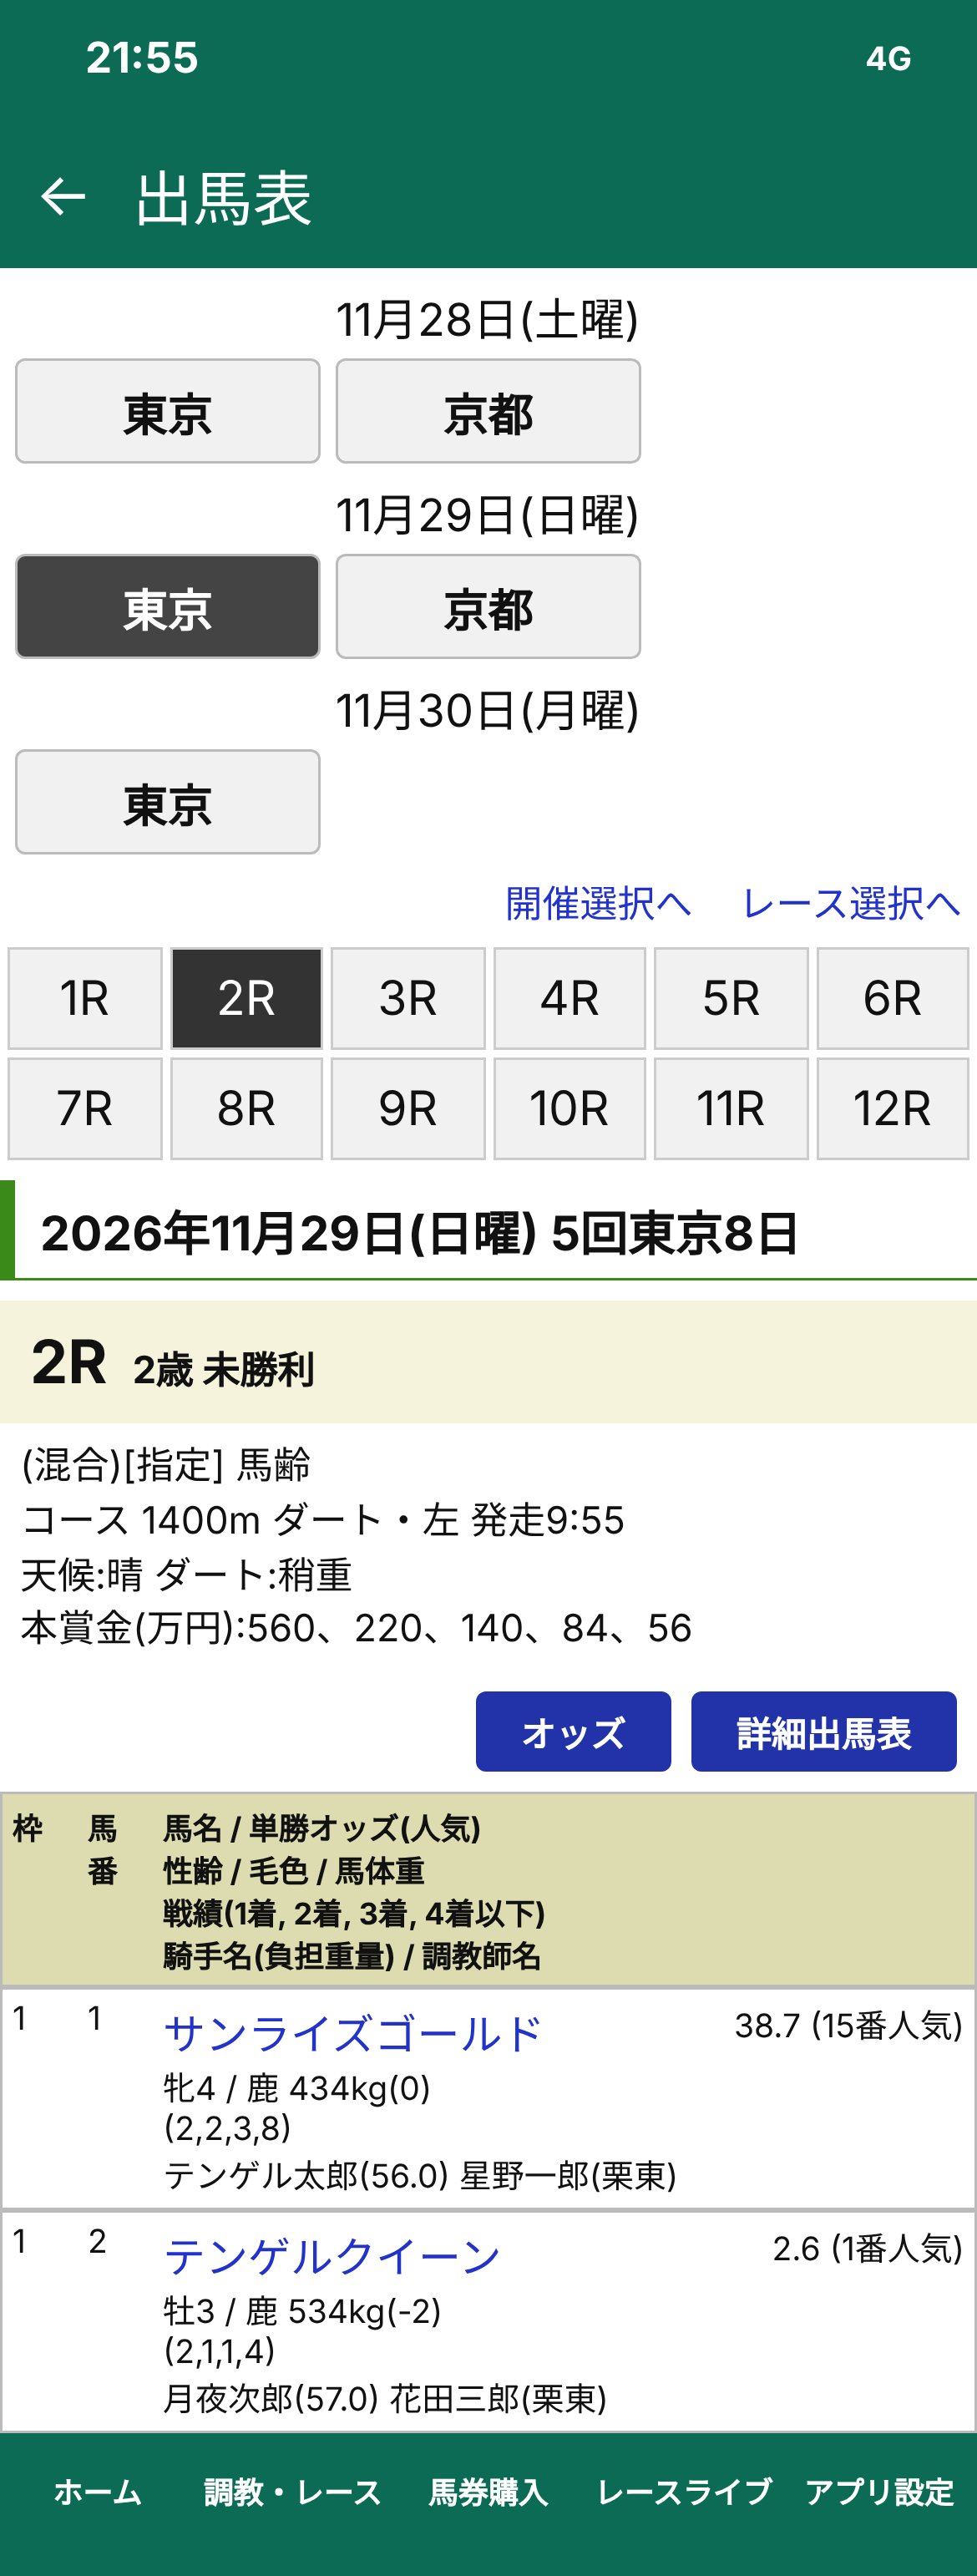 21:55 4G
← 出馬表
11月28日(土曜)
東京 京都
11月29日(日曜)
東京 京都
11月30日(月曜)
東京
開催選択へ レース選択へ
1R 2R 3R 4R 5R 6R
7R 8R 9R 10R 11R 12R
2026年11月29日(日曜) 5回東京8日
2R 2歳 未勝利
(混合)[指定] 馬齢
コース 1400m ダート・左 発走9:55
天候:晴 ダート:稍重
本賞金(万円):560、220、140、84、56
オッズ 詳細出馬表
枠 馬番 馬名 / 単勝オッズ(人気)
性齢 / 毛色 / 馬体重
戦績(1着, 2着, 3着, 4着以下)
騎手名(負担重量) / 調教師名
1 1 サンライズゴールド 38.7 (15番人気)
牝4 / 鹿 434kg(0)
(2,2,3,8)
テンゲル太郎(56.0) 星野一郎(栗東)
1 2 テンゲルクイーン 2.6 (1番人気)
牡3 / 鹿 534kg(-2)
(2,1,1,4)
月夜次郎(57.0) 花田三郎(栗東)
ホーム 調教・レース 馬券購入 レースライブ アプリ設定